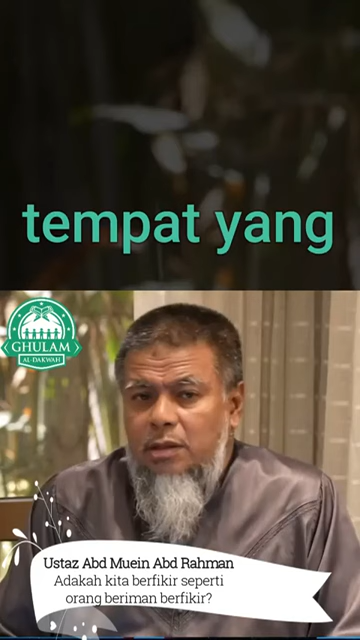 tempat yang
GHULAM
AL-DAKWAH
Ustaz Abd Muein Abd Rahman
Adakah kita berfikir seperti
orang beriman berfikir?